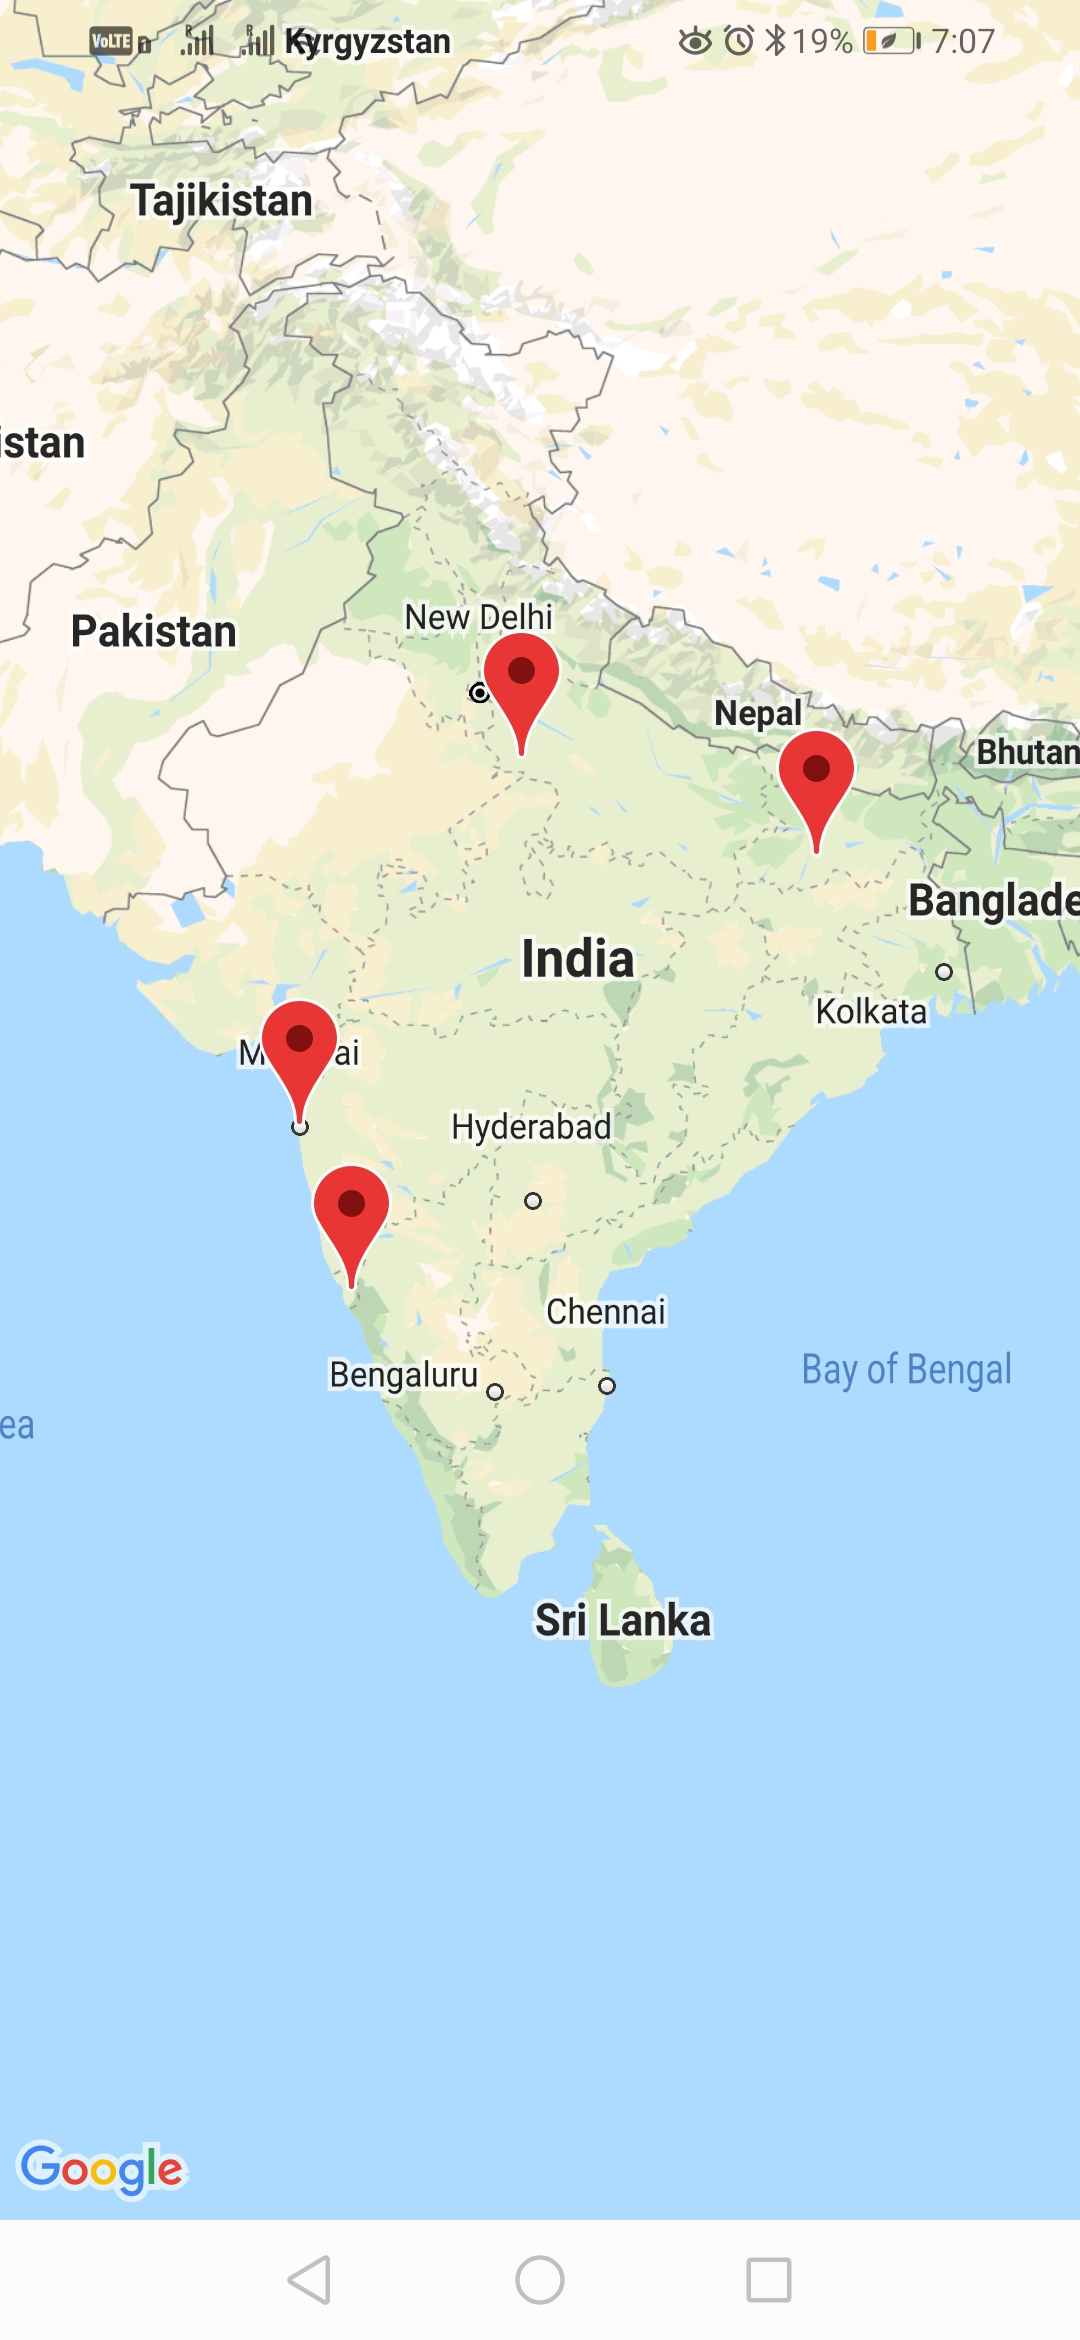 VoLTE R R Kyrgyzstan 19% 7:07
Tajikistan
istan
New Delhi
Pakistan
Nepal
Bhutan
Banglade
India
Kolkata
M ai
Hyderabad
Chennai
Bengaluru
Bay of Bengal
ea
Sri Lanka
Google